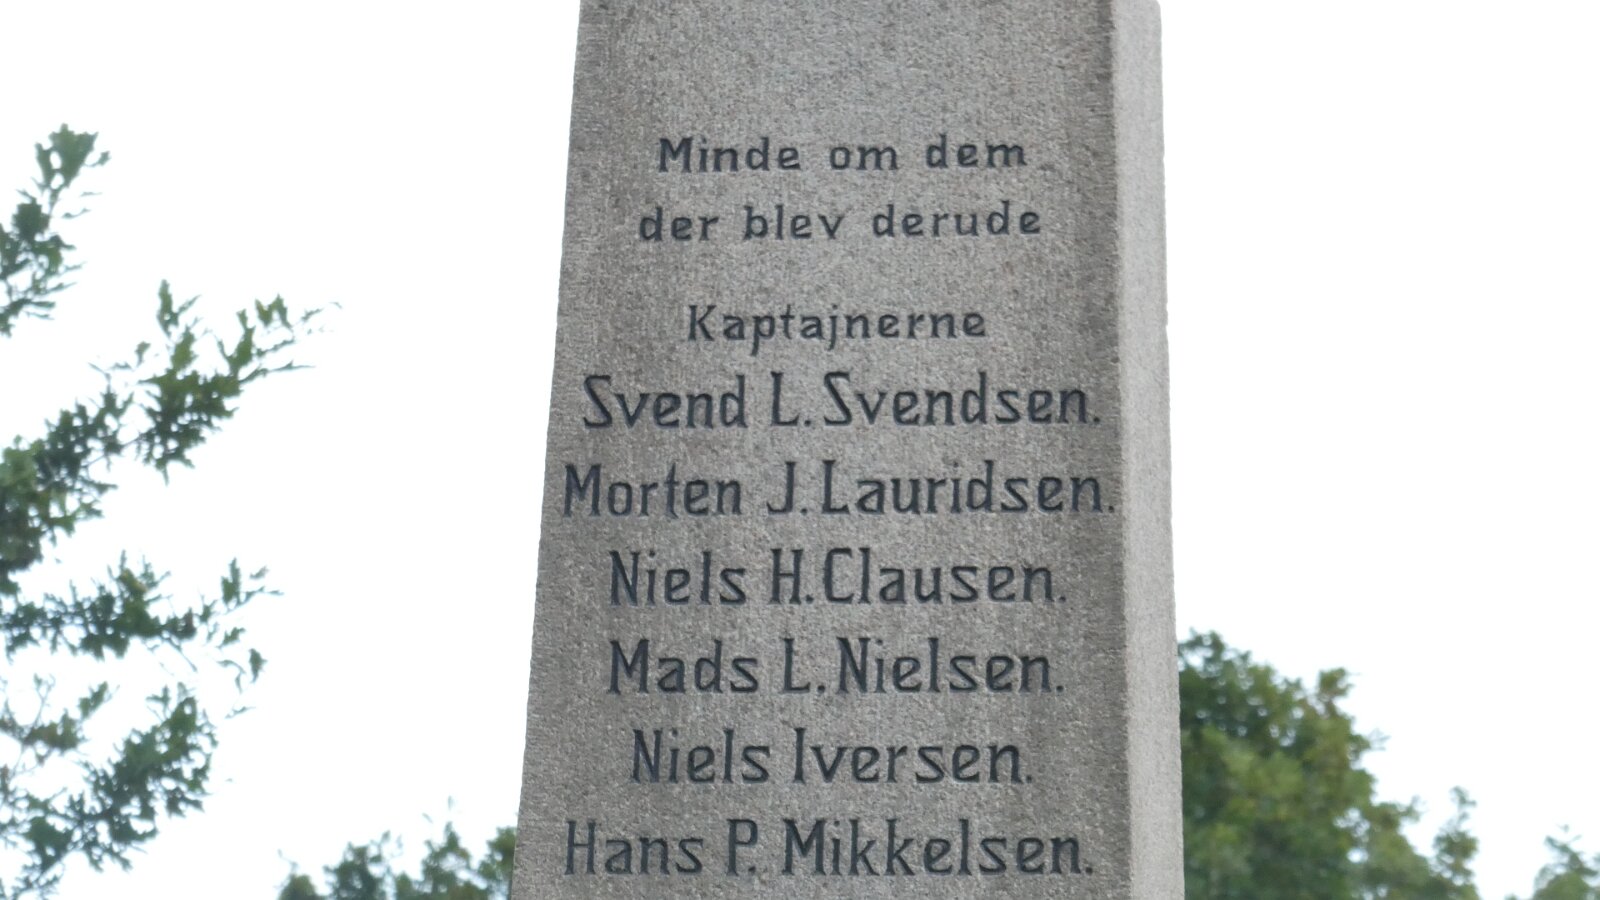 Minde om dem
der blev derude
Kaptajnerne
Svend L. Svendsen.
Morten J. Lauridsen.
Niels H. Clausen.
Mads L. Nielsen.
Niels Iversen.
Hans P. Mikkelsen.